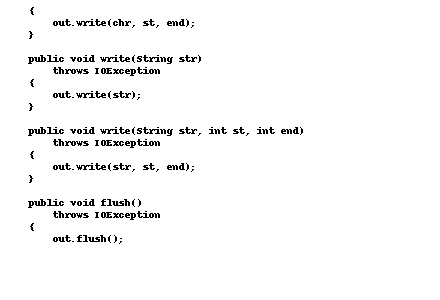 {
    out.write(chr, st, end);
}
public void write(String str)
    throws IOException
{
    out.write(str);
}
public void write(String str, int st, int end)
    throws IOException
{
    out.write(str, st, end);
}
public void flush()
    throws IOException
{
    out.flush();